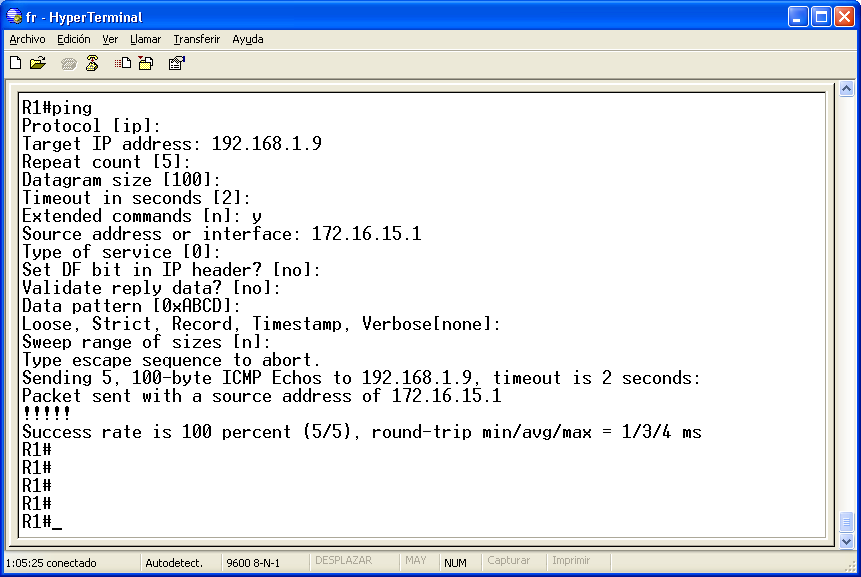 fr - HyperTerminal
Archivo Edición Ver Llamar Transferir Ayuda
R1#ping
Protocol [ip]:
Target IP address: 192.168.1.9
Repeat count [5]:
Datagram size [100]:
Timeout in seconds [2]:
Extended commands [n]: y
Source address or interface: 172.16.15.1
Type of service [0]:
Set DF bit in IP header? [no]:
Validate reply data? [no]:
Data pattern [0xABCD]:
Loose, Strict, Record, Timestamp, Verbose[none]:
Sweep range of sizes [n]:
Type escape sequence to abort.
Sending 5, 100-byte ICMP Echos to 192.168.1.9, timeout is 2 seconds:
Packet sent with a source address of 172.16.15.1
!!!!!
Success rate is 100 percent (5/5), round-trip min/avg/max = 1/3/4 ms
R1#
R1#
R1#
R1#
R1#_
1:05:25 conectado Autodetect. 9600 8-N-1 DESPLAZAR MAY NUM Capturar Imprimir